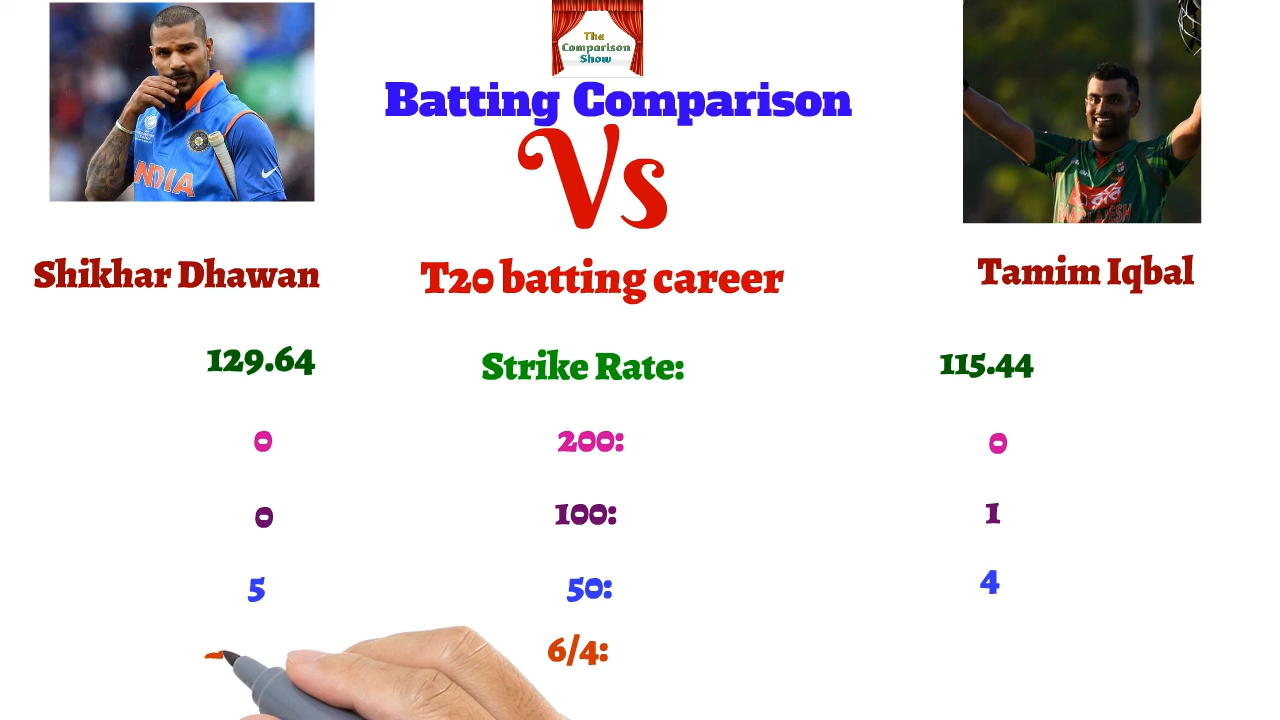 The
Comparison
Show
Batting Comparison
Vs
INDIA
Shikhar Dhawan
T20 batting career
Tamim Iqbal
129.64
Strike Rate:
115.44
0
200:
0
0
100:
1
5
50:
4
6/4: